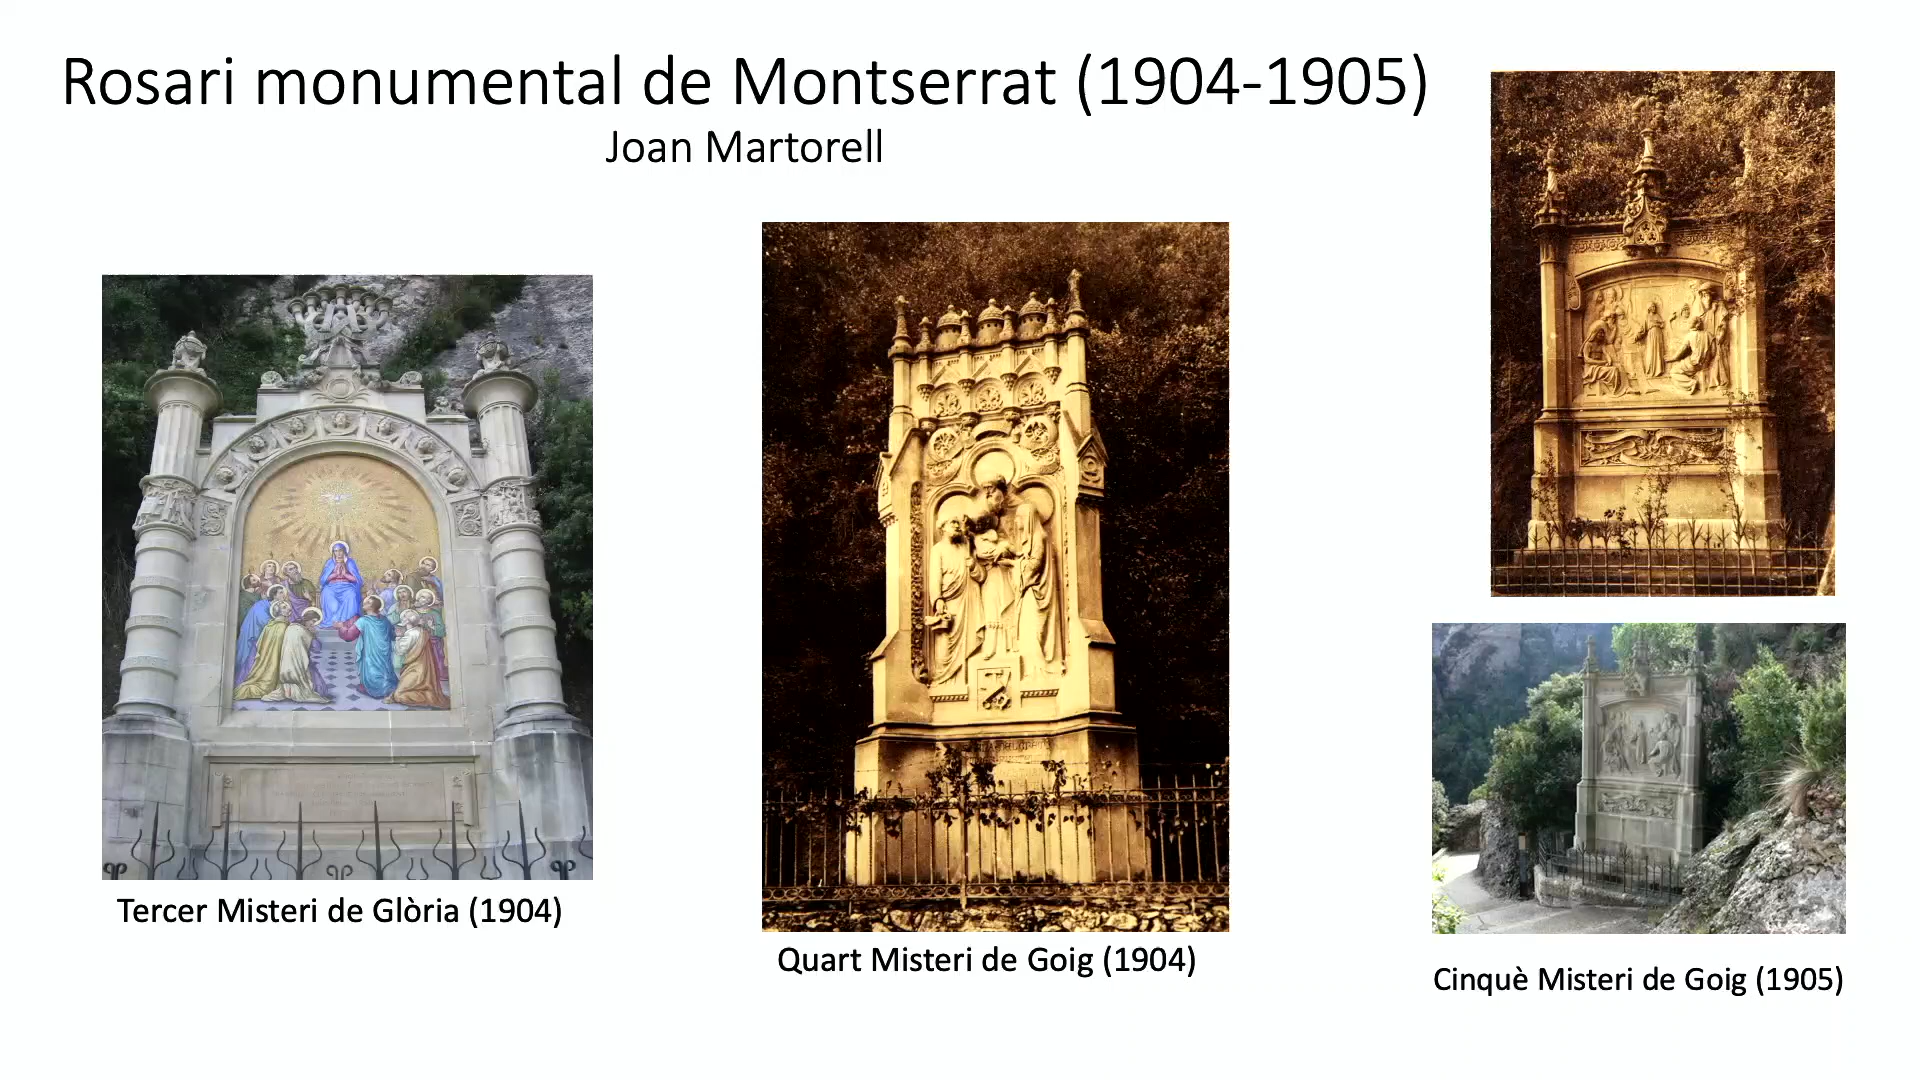 Rosari monumental de Montserrat (1904-1905)
Joan Martorell
Tercer Misteri de Glòria (1904)
Quart Misteri de Goig (1904)
Cinquè Misteri de Goig (1905)